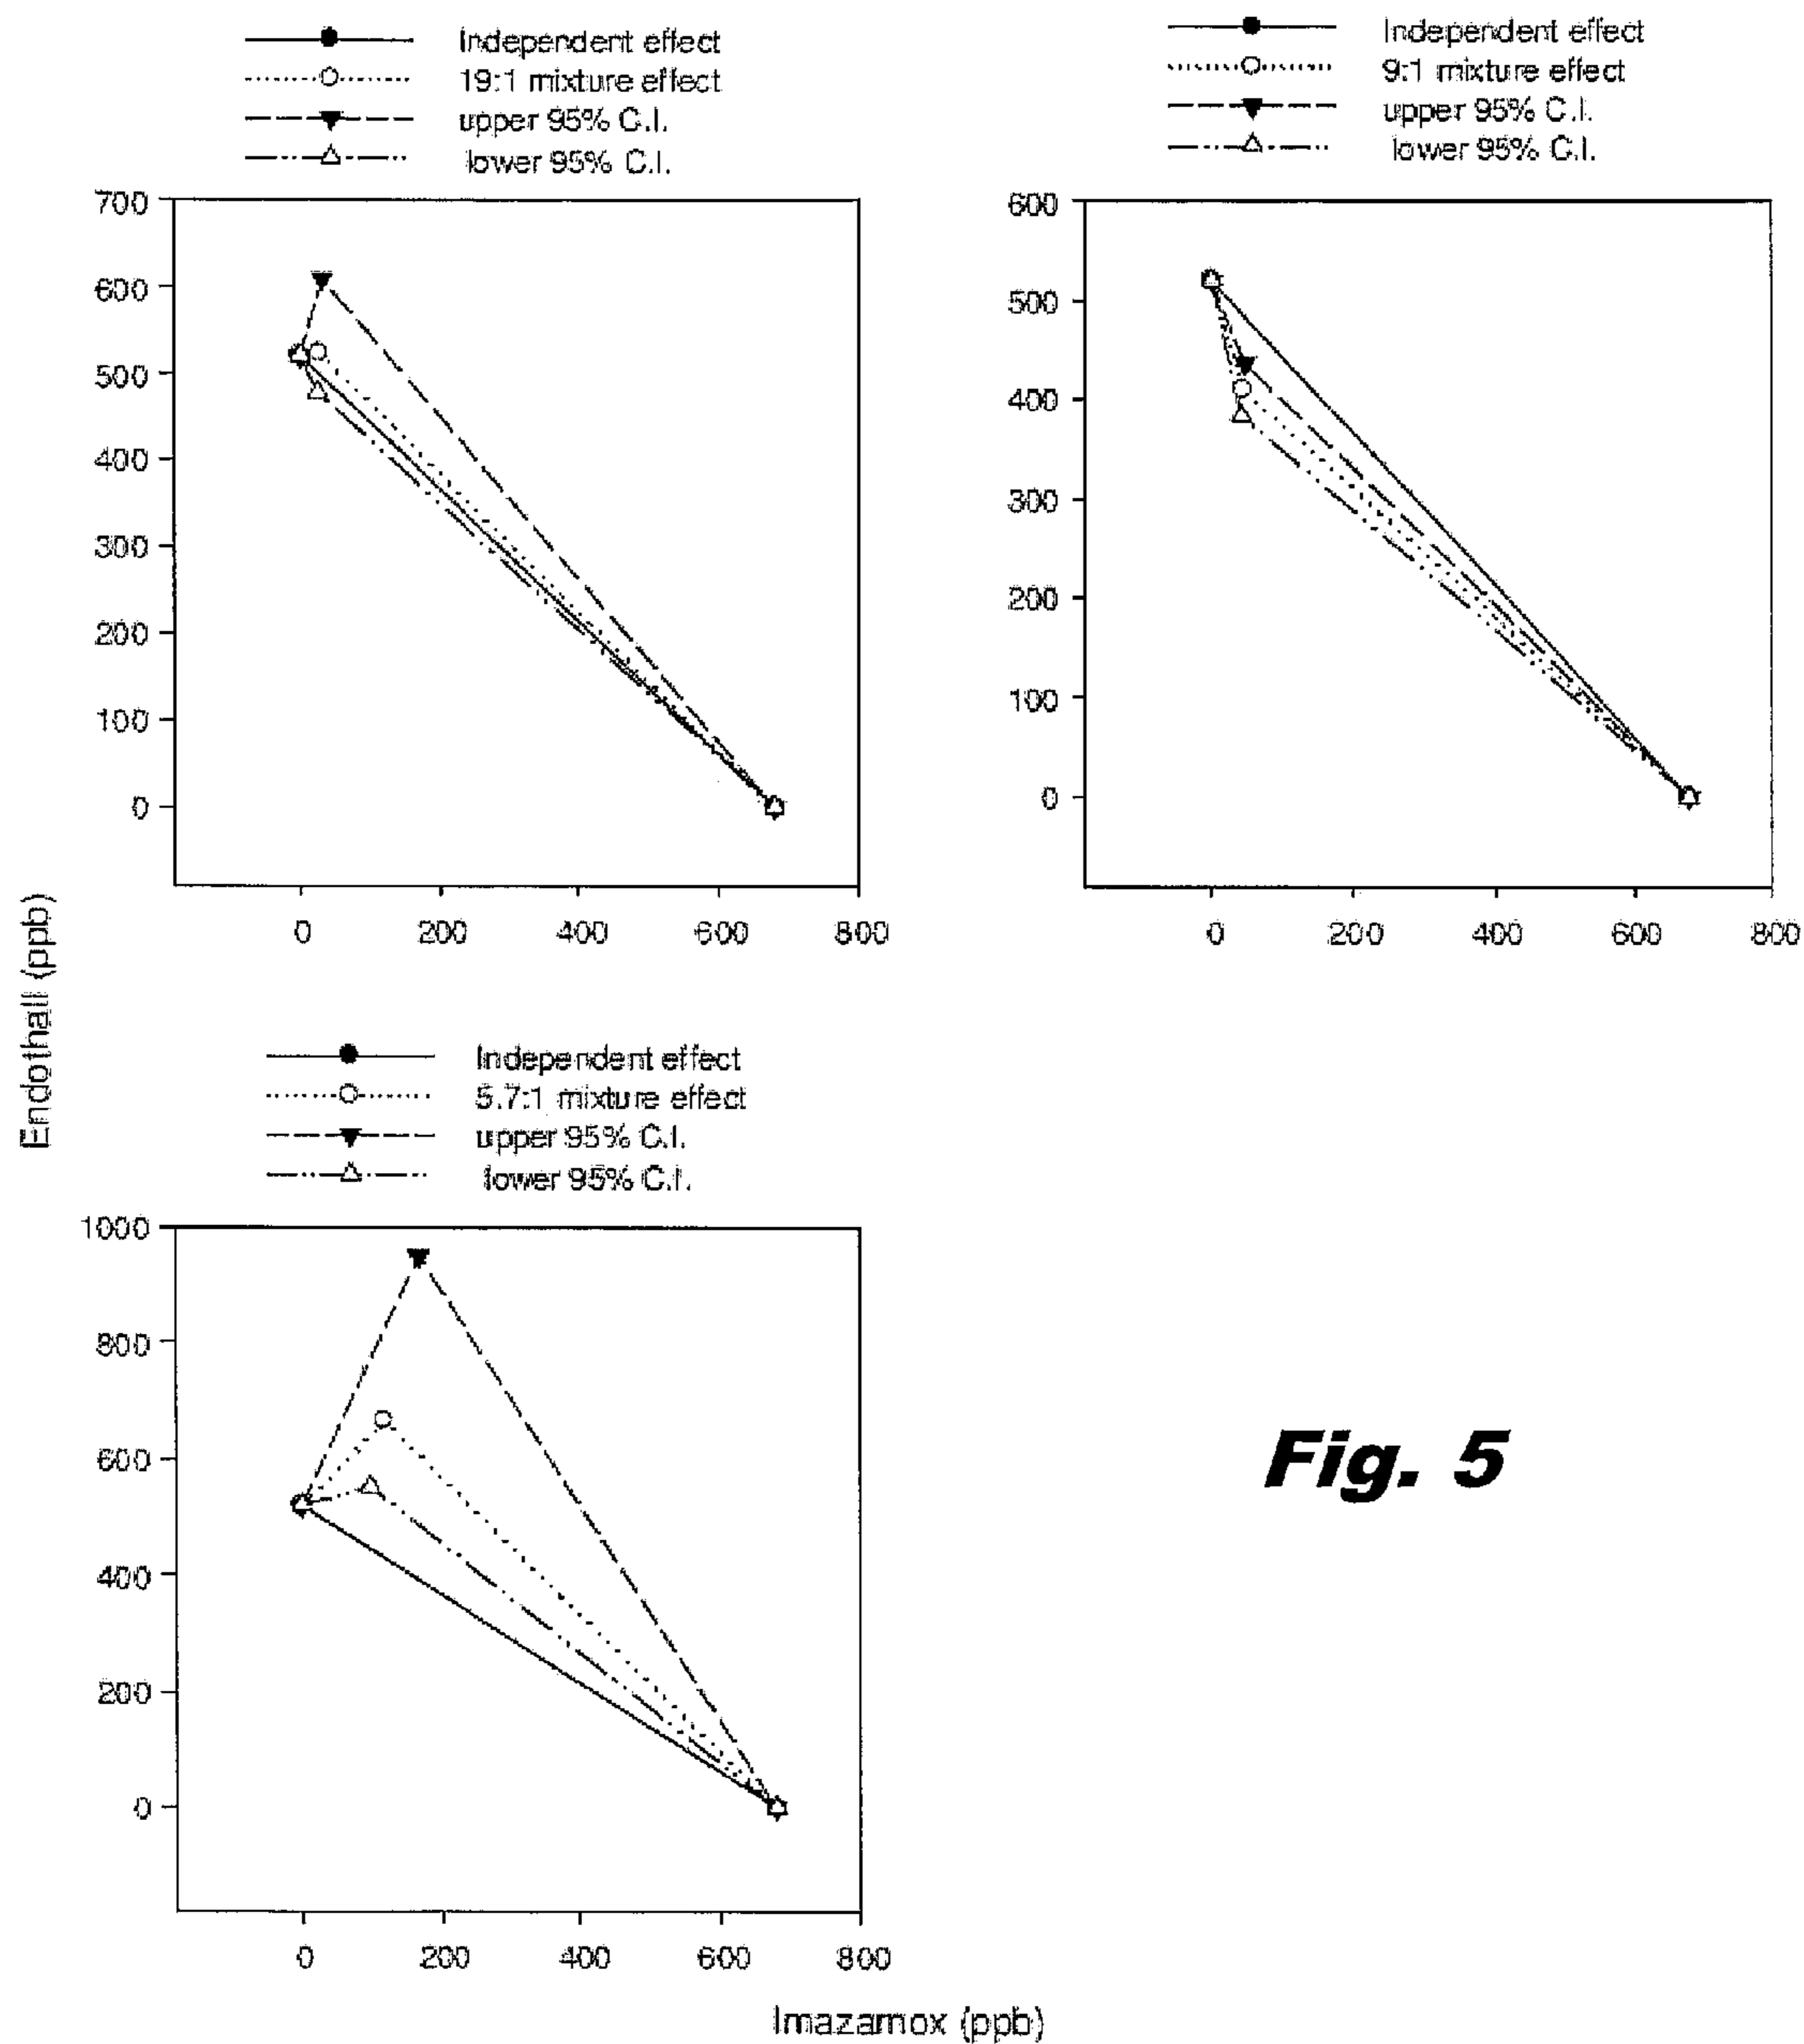 Independent effect
19:1 mixture effect
upper 95% C.I.
lower 95% C.I.
700
600
500
400
300
200
100
0
0 200 400 600 800
Independent effect
9:1 mixture effect
upper 95% C.I.
lower 95% C.I.
600
500
400
300
200
100
0
0 200 400 600 800
Endothall (ppb)
Independent effect
5.7:1 mixture effect
upper 95% C.I.
lower 95% C.I.
1000
800
600
400
200
0
0 200 400 600 800
Imazamox (ppb)
Fig. 5